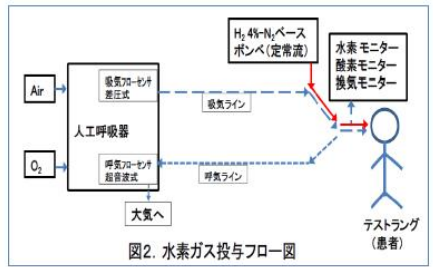 H₂ 4%-N₂ベース
ボンベ(定常流)
水素モニター
酸素モニター
換気モニター
Air
吸気フローセンサ
差圧式
吸気ライン
人工呼吸器
O₂
呼気フローセンサ
超音波式
呼気ライン
大気へ
テストラング
(患者)
図2. 水素ガス投与フロー図